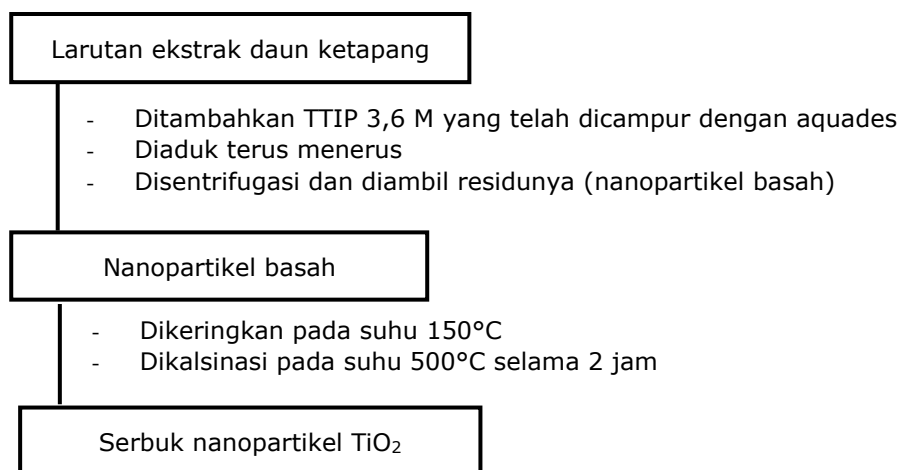 Larutan ekstrak daun ketapang
- Ditambahkan TTIP 3,6 M yang telah dicampur dengan aquades
- Diaduk terus menerus
- Disentrifugasi dan diambil residunya (nanopartikel basah)
Nanopartikel basah
- Dikeringkan pada suhu 150°C
- Dikalsinasi pada suhu 500°C selama 2 jam
Serbuk nanopartikel TiO₂